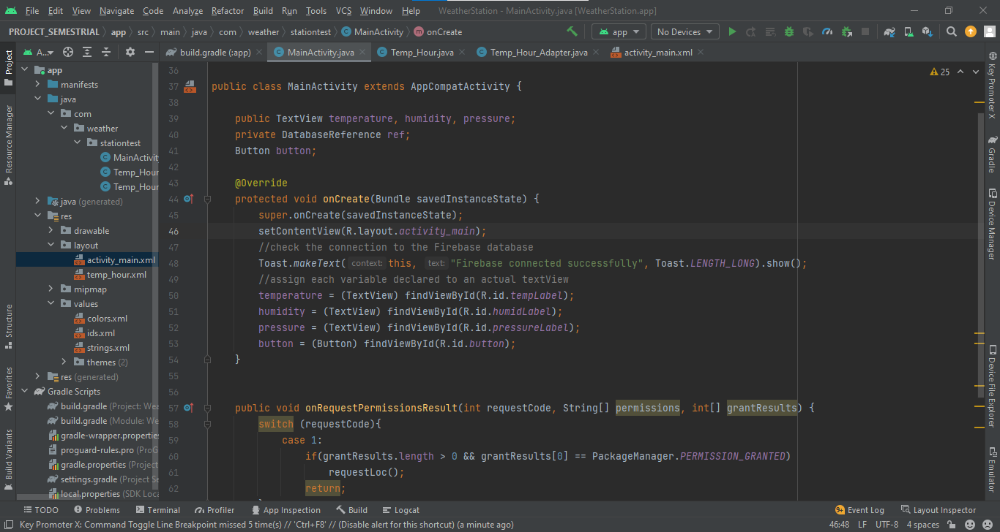 File Edit View Navigate Code Analyze Refactor Build Run Tools VCS Window Help WeatherStation - MainActivity.java [WeatherStation.app]
PROJECT_SEMESTRIAL app src main java com weather stationtest MainActivity onCreate app No Devices
A... build.gradle (:app) MainActivity.java Temp_Hour.java Temp_Hour_Adapter.java activity_main.xml
Project
Resource Manager
Structure
Favorites
Build Variants
app
manifests
java
com
weather
stationtest
MainActivit
Temp_Hour
Temp_Hour
java (generated)
res
drawable
layout
activity_main.xml
temp_hour.xml
mipmap
values
colors.xml
ids.xml
strings.xml
themes (2)
res (generated)
Gradle Scripts
build.gradle (Project: Wea
build.gradle (Module: We
gradle-wrapper.propertie
proguard-rules.pro (ProG
gradle.properties (Project
settings.gradle (Project Se
local.properties (SDK Loca
25
36
37 public class MainActivity extends AppCompatActivity {
38
39 public TextView temperature, humidity, pressure;
40 private DatabaseReference ref;
41 Button button;
42
43 @Override
44 protected void onCreate(Bundle savedInstanceState) {
45 super.onCreate(savedInstanceState);
46 setContentView(R.layout.activity_main);
47 //check the connection to the Firebase database
48 Toast.makeText( context: this, text: "Firebase connected successfully", Toast.LENGTH_LONG).show();
49 //assign each variable declared to an actual textView
50 temperature = (TextView) findViewById(R.id.tempLabel);
51 humidity = (TextView) findViewById(R.id.humidLabel);
52 pressure = (TextView) findViewById(R.id.pressureLabel);
53 button = (Button) findViewById(R.id.button);
54 }
55
56
57 public void onRequestPermissionsResult(int requestCode, String[] permissions, int[] grantResults) {
58 switch (requestCode){
59 case 1:
60 if(grantResults.length > 0 && grantResults[0] == PackageManager.PERMISSION_GRANTED)
61 requestLoc();
62 return;
Key Promoter X
Gradle
Device Manager
Device File Explorer
Emulator
TODO Problems Terminal Profiler App Inspection Build Logcat 9+ Event Log Layout Inspector
Key Promoter X: Command Toggle Line Breakpoint missed 5 time(s) // 'Ctrl+F8' // (Disable alert for this shortcut) (a minute ago) 46:48 LF UTF-8 4 spaces